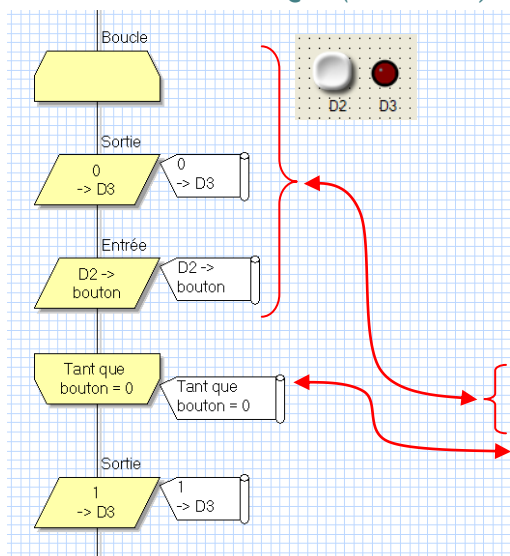 Boucle
D2 D3
Sortie
0
-> D3
0
-> D3
Entrée
D2 ->
bouton
D2 ->
bouton
Tant que
bouton = 0
Tant que
bouton = 0
Sortie
1
-> D3
1
-> D3